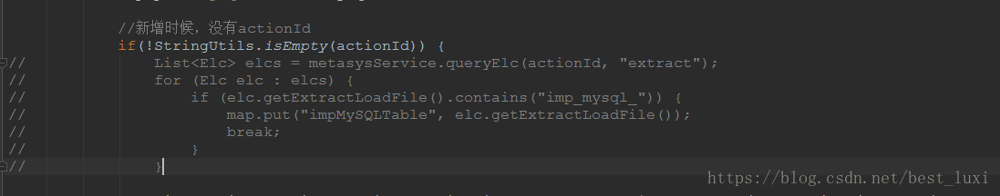 //新增时候，没有actionId
if(!StringUtils.isEmpty(actionId)) {
// List<Elc> elcs = metasysService.queryElc(actionId, "extract");
// for (Elc elc : elcs) {
// if (elc.getExtractLoadFile().contains("imp_mysql_")) {
// map.put("impMySQLTable", elc.getExtractLoadFile());
// break;
// }
// }
https://blog.csdn.net/best_luxi